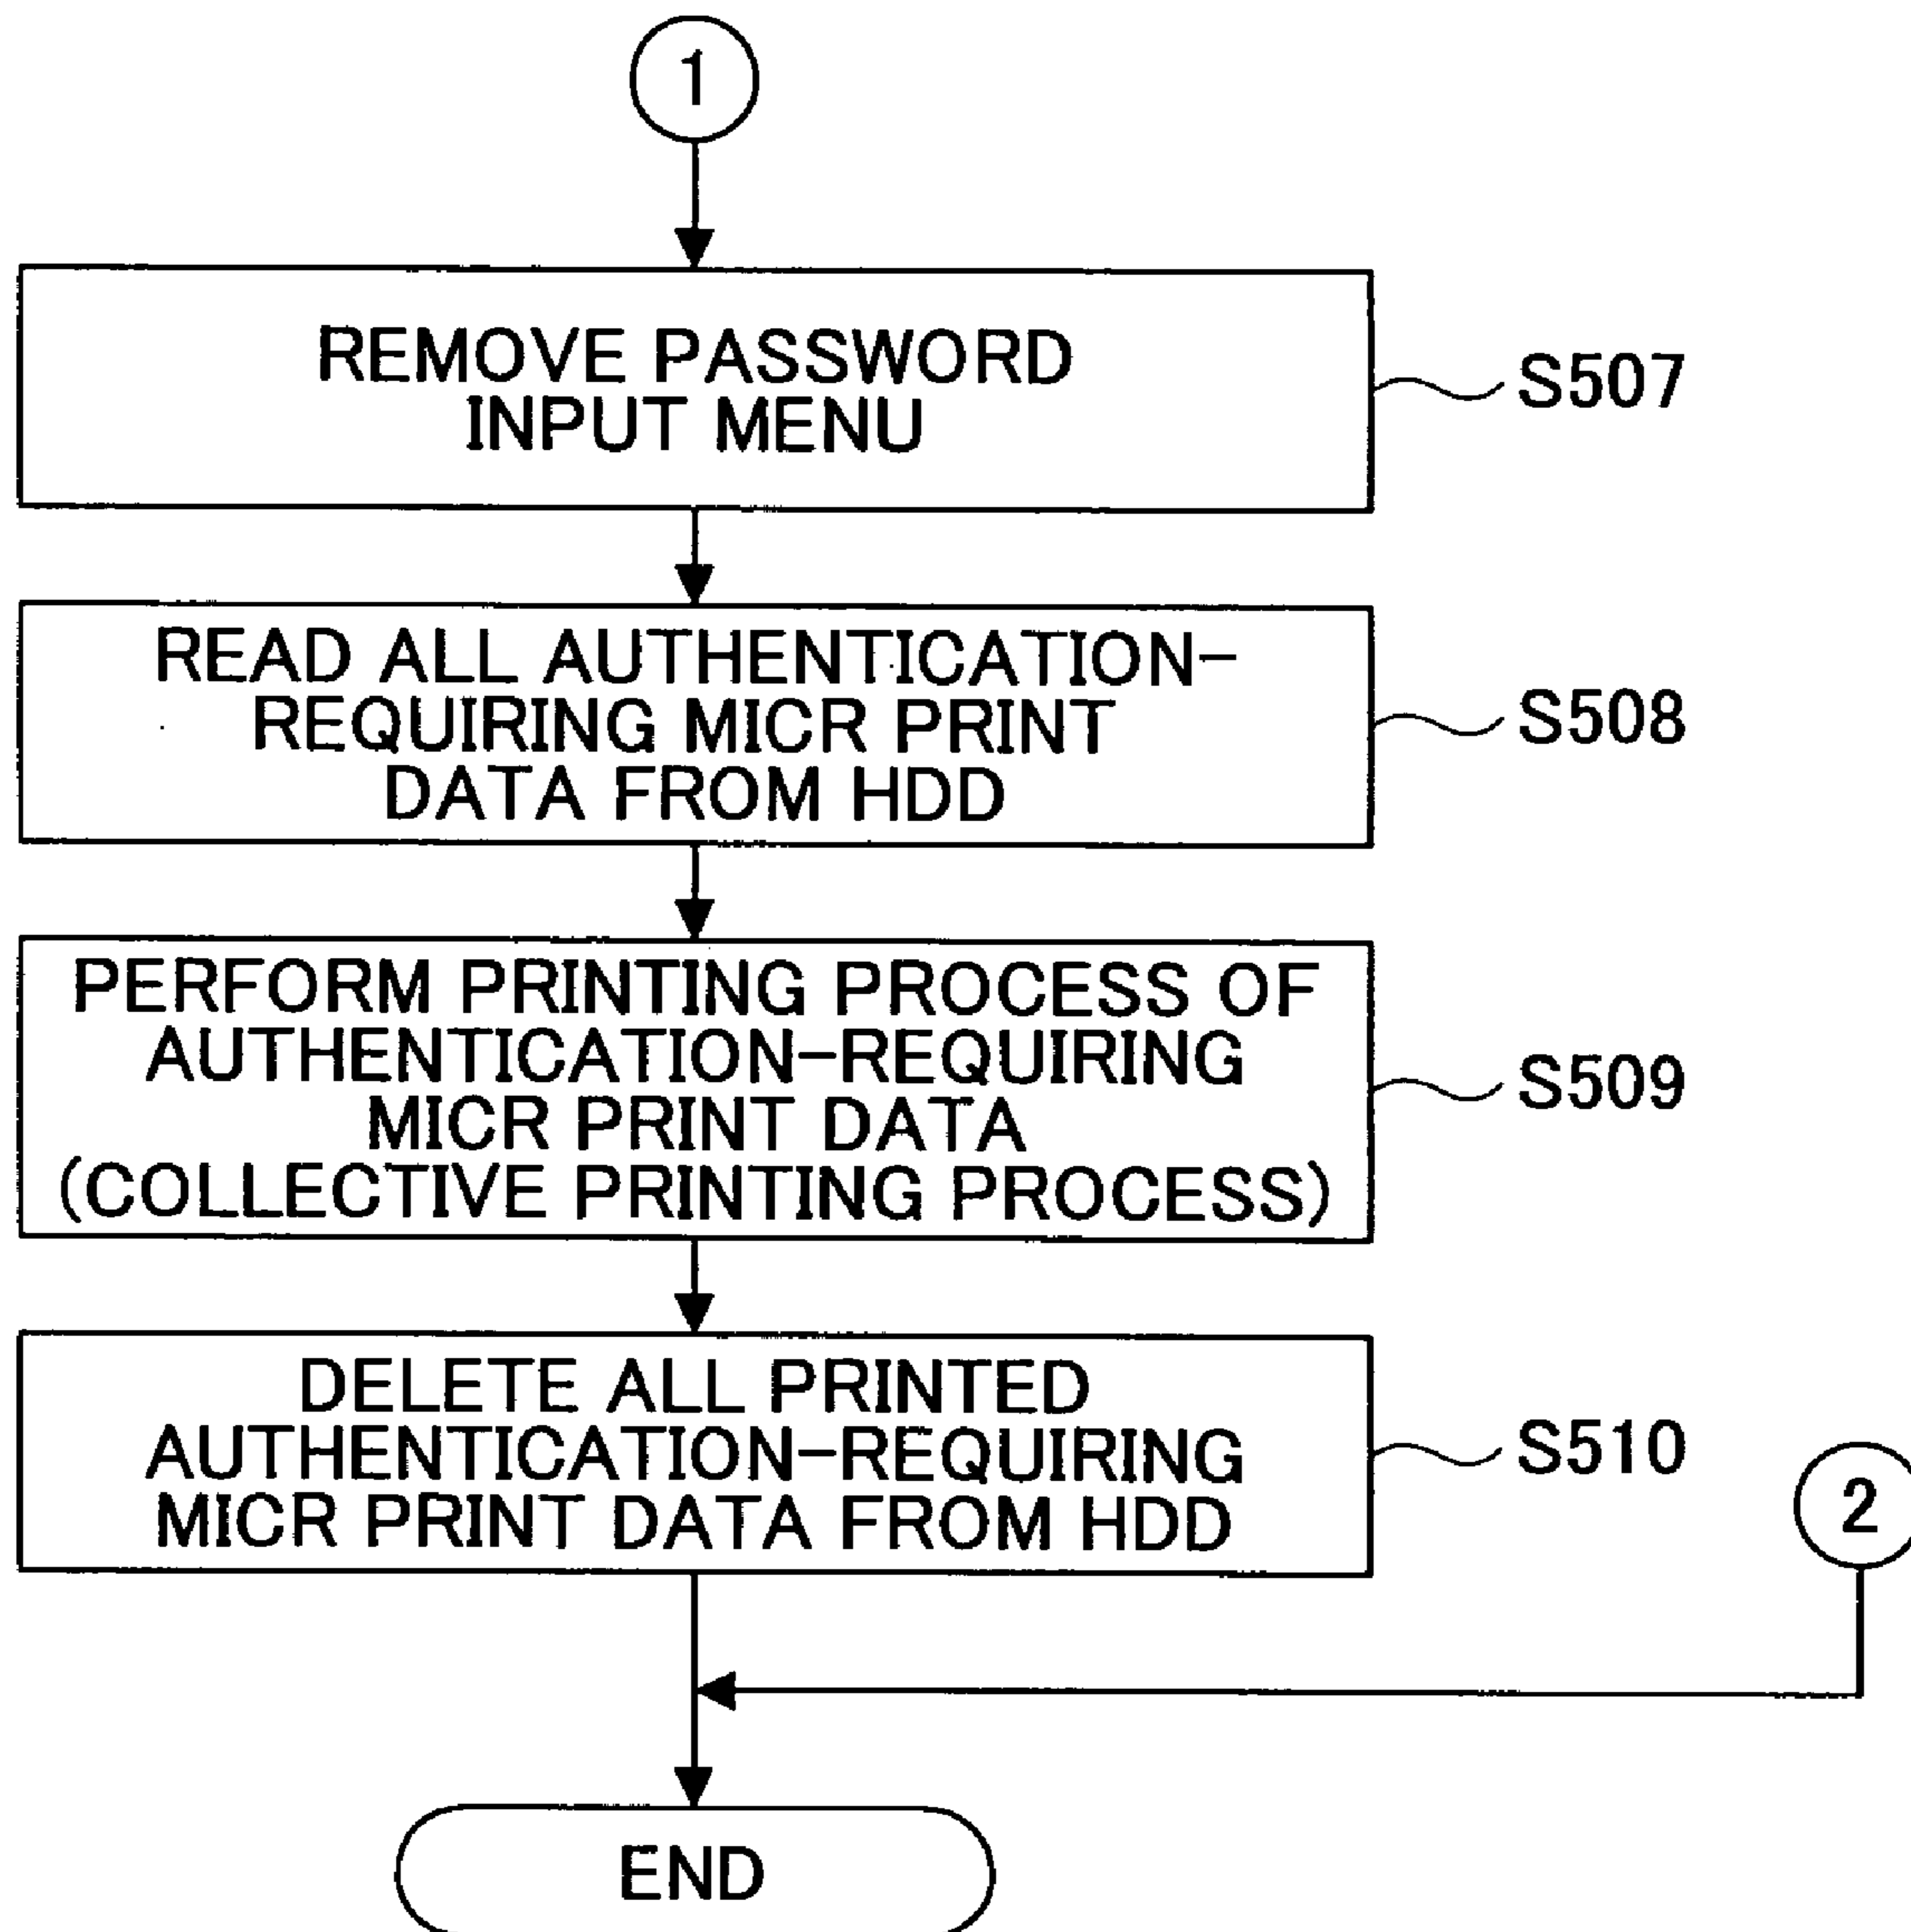 1
REMOVE PASSWORD
INPUT MENU
S507
READ ALL AUTHENTICATION-
REQUIRING MICR PRINT
DATA FROM HDD
S508
PERFORM PRINTING PROCESS OF
AUTHENTICATION-REQUIRING
MICR PRINT DATA
(COLLECTIVE PRINTING PROCESS)
S509
DELETE ALL PRINTED
AUTHENTICATION-REQUIRING
MICR PRINT DATA FROM HDD
S510
2
END